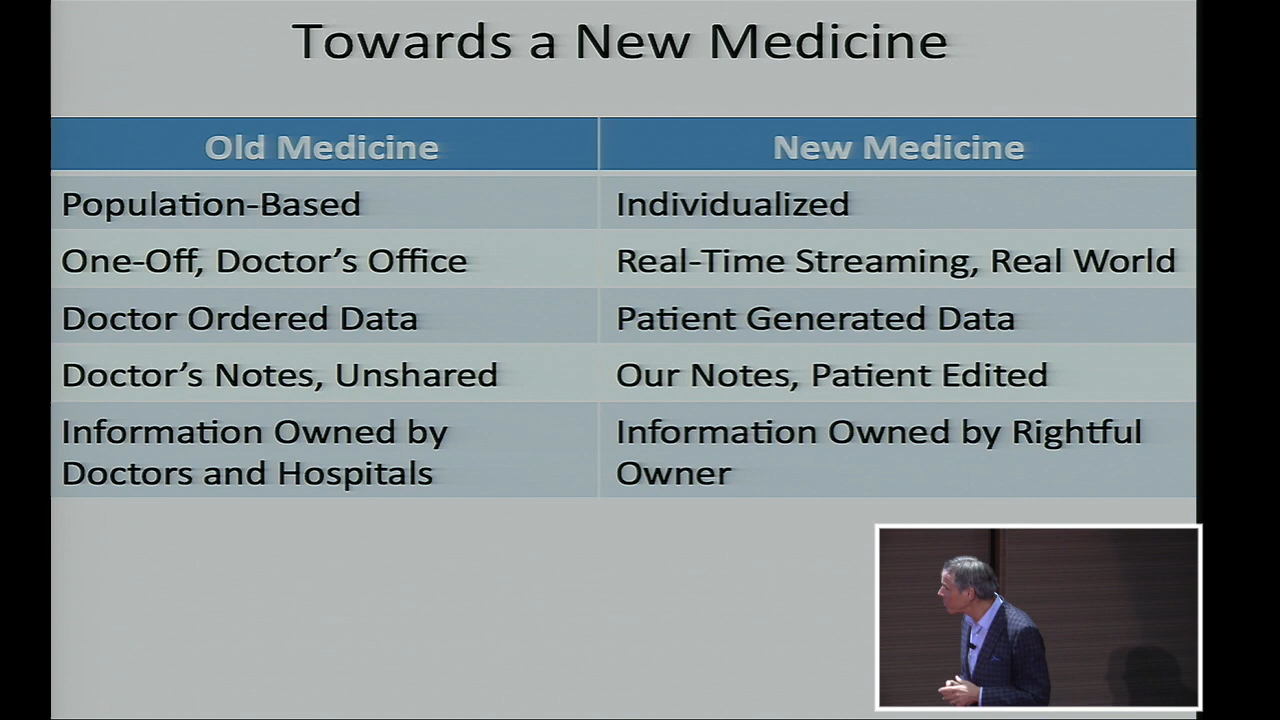 Towards a New Medicine
Old Medicine
New Medicine
Population-Based
Individualized
One-Off, Doctor’s Office
Real-Time Streaming, Real World
Doctor Ordered Data
Patient Generated Data
Doctor’s Notes, Unshared
Our Notes, Patient Edited
Information Owned by
Doctors and Hospitals
Information Owned by Rightful
Owner